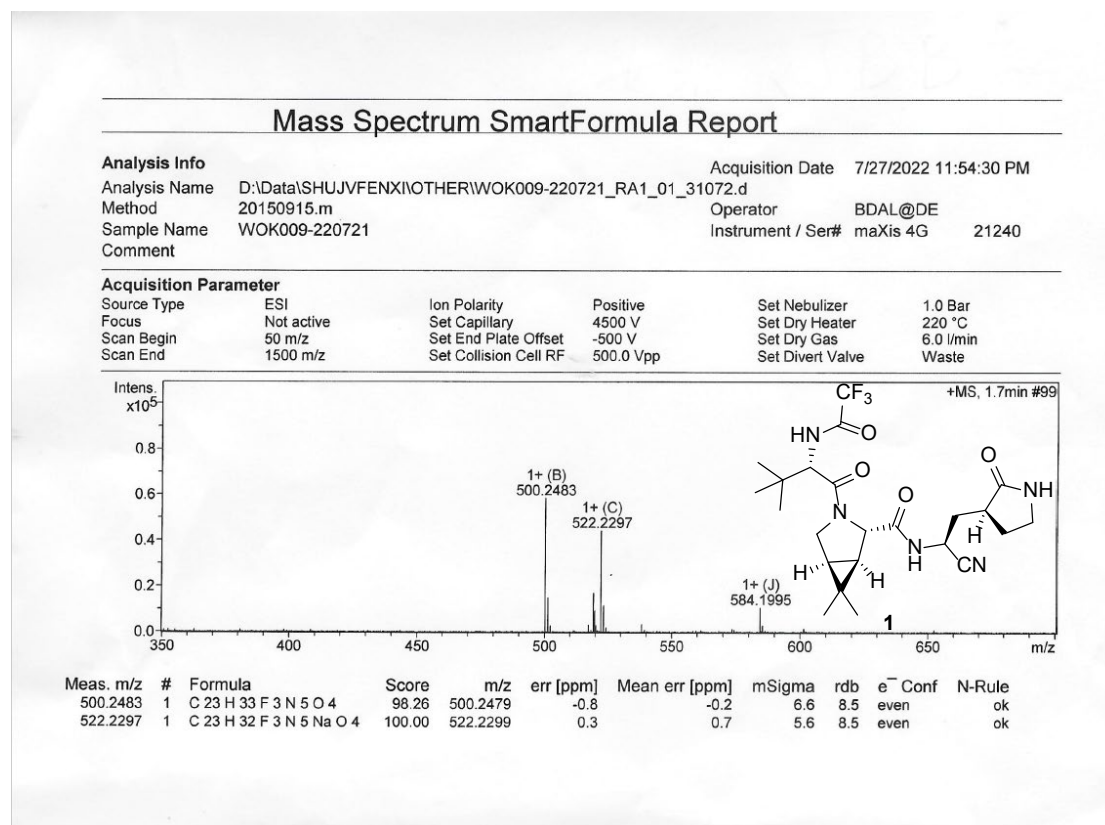 Mass Spectrum SmartFormula Report
Analysis Info
Acquisition Date 7/27/2022 11:54:30 PM
Analysis Name D:\Data\SHUJVFENXI\OTHER\WOK009-220721_RA1_01_31072.d
Method 20150915.m Operator BDAL@DE
Sample Name WOK009-220721 Instrument / Ser# maXis 4G 21240
Comment
Acquisition Parameter
Source Type ESI Ion Polarity Positive Set Nebulizer 1.0 Bar
Focus Not active Set Capillary 4500 V Set Dry Heater 220 °C
Scan Begin 50 m/z Set End Plate Offset -500 V Set Dry Gas 6.0 l/min
Scan End 1500 m/z Set Collision Cell RF 500.0 Vpp Set Divert Valve Waste
Intens.
x10⁵
+MS, 1.7min #99
0.8
0.6
0.4
0.2
0.0
1+ (B)
500.2483
1+ (C)
522.2297
1+ (J)
584.1995
CF₃
HN
O
O
O
O
NH
N
N
H
H
H
H
CN
1
350 400 450 500 550 600 650 m/z
Meas. m/z # Formula Score m/z err [ppm] Mean err [ppm] mSigma rdb e⁻ Conf N-Rule
500.2483 1 C 23 H 33 F 3 N 5 O 4 98.26 500.2479 -0.8 -0.2 6.6 8.5 even ok
522.2297 1 C 23 H 32 F 3 N 5 Na O 4 100.00 522.2299 0.3 0.7 5.6 8.5 even ok